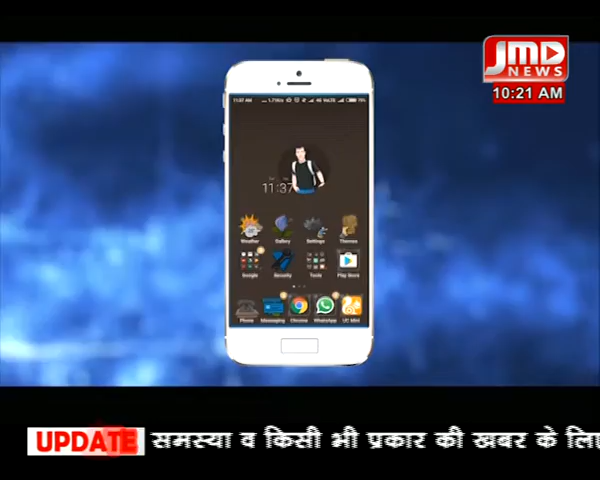 JMD
NEWS
10:21 AM
11:37
Weather Gallery Settings Themes
Google Security Tools Play Store
Phone Messaging Chrome WhatsApp UC Mini
UPDATE समस्या व किसी भी प्रकार की खबर के लिए